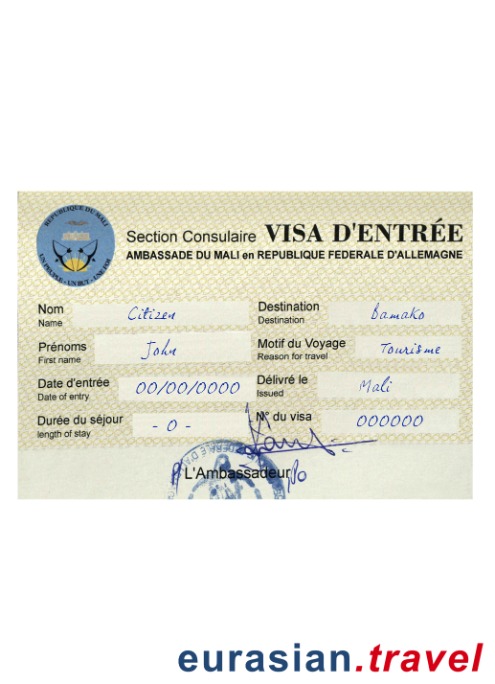 REPUBLIQUE DU MALI
UN PEUPLE - UN BUT - UNE FOI
Section Consulaire VISA D'ENTRÉE
AMBASSADE DU MALI en REPUBLIQUE FEDERALE D'ALLEMAGNE
Nom Citizen Destination Bamako
Name Destination
Prénoms John Motif du Voyage Tourisme
First name Reason for travel
Date d'entrée 00/00/0000 Délivré le Mali
Date of entry Issued
Durée du séjour - 0 - N° du visa 000000
length of stay
L'Ambassadeur
eurasian.travel